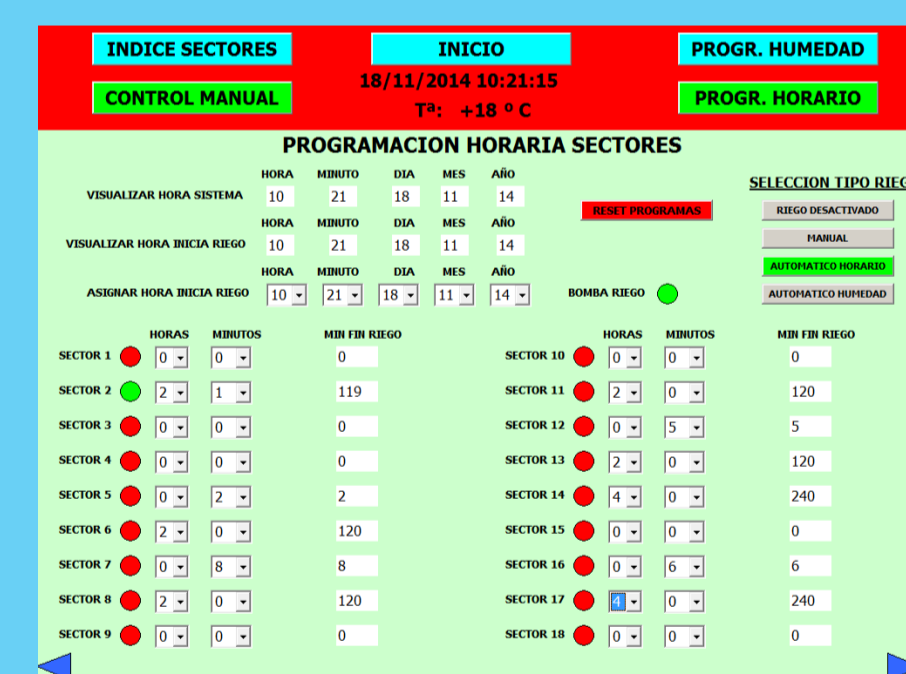 INDICE SECTORES INICIO PROGR. HUMEDAD
18/11/2014 10:21:15
CONTROL MANUAL PROGR. HORARIO
Tª: +18 º C
PROGRAMACION HORARIA SECTORES
HORA MINUTO DIA MES AÑO
SELECCION TIPO RIEG
VISUALIZAR HORA SISTEMA 10 21 18 11 14
RESET PROGRAMAS RIEGO DESACTIVADO
HORA MINUTO DIA MES AÑO
VISUALIZAR HORA INICIA RIEGO 10 21 18 11 14
MANUAL
HORA MINUTO DIA MES AÑO
AUTOMATICO HORARIO
ASIGNAR HORA INICIA RIEGO 10 21 18 11 14 BOMBA RIEGO AUTOMATICO HUMEDAD
HORAS MINUTOS MIN FIN RIEGO HORAS MINUTOS MIN FIN RIEGO
SECTOR 1 0 0 0 SECTOR 10 0 0 0
SECTOR 2 2 1 119 SECTOR 11 2 0 120
SECTOR 3 0 0 0 SECTOR 12 0 5 5
SECTOR 4 0 0 0 SECTOR 13 2 0 120
SECTOR 5 0 2 2 SECTOR 14 4 0 240
SECTOR 6 2 0 120 SECTOR 15 0 0 0
SECTOR 7 0 8 8 SECTOR 16 0 6 6
SECTOR 8 2 0 120 SECTOR 17 4 0 240
SECTOR 9 0 0 0 SECTOR 18 0 0 0